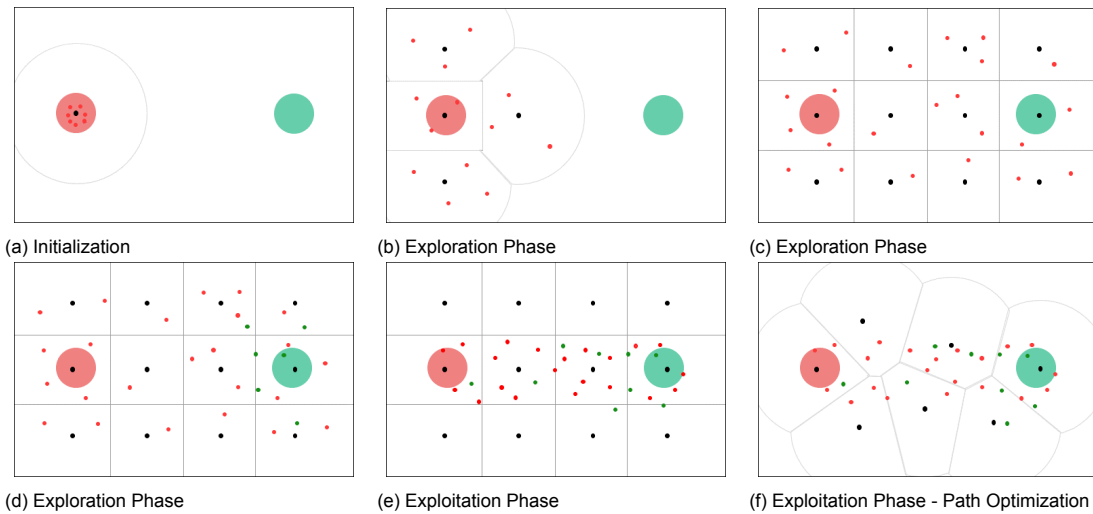 (a) Initialization
(b) Exploration Phase
(c) Exploration Phase
(d) Exploration Phase
(e) Exploitation Phase
(f) Exploitation Phase - Path Optimization